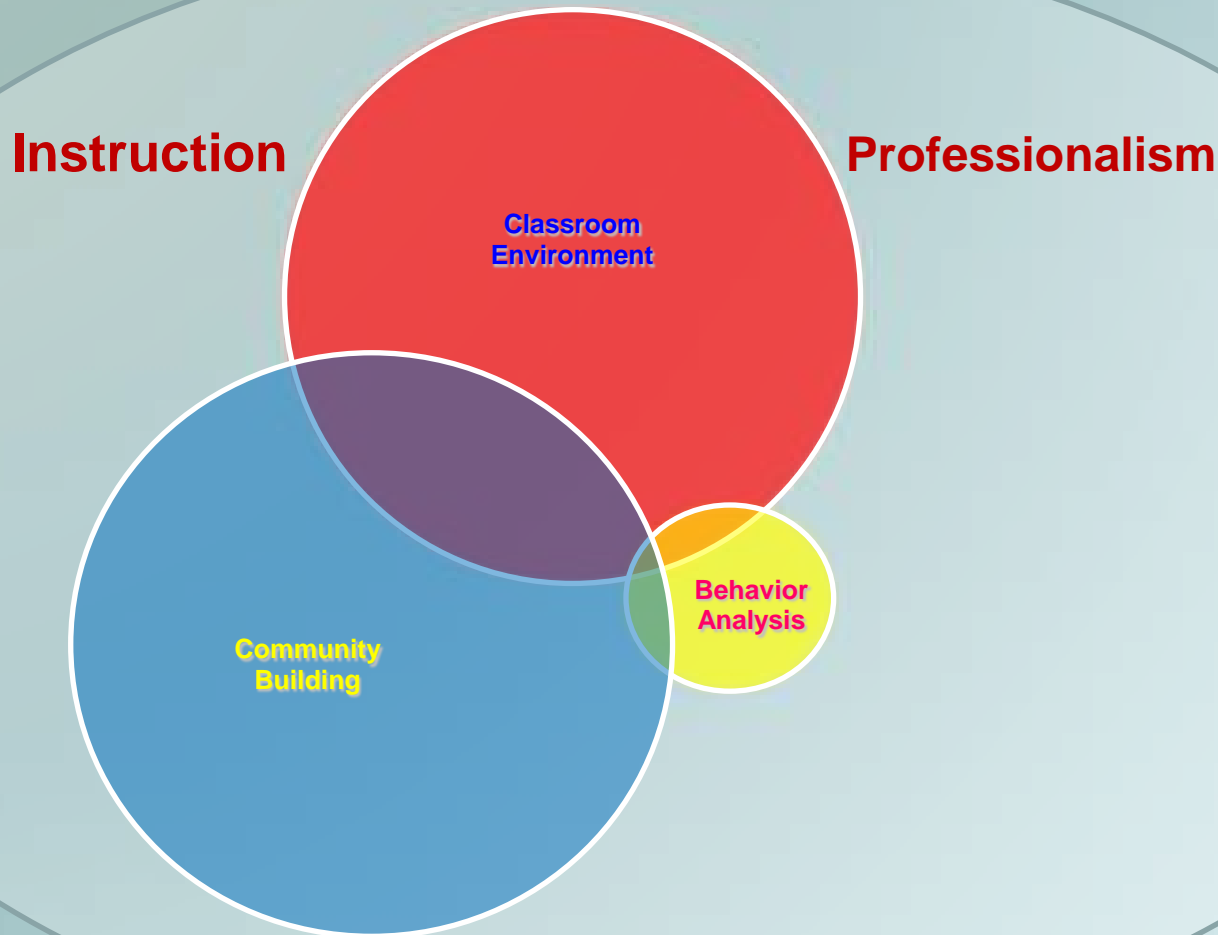 Instruction
Professionalism
Classroom
Environment
Behavior
Analysis
Community
Building